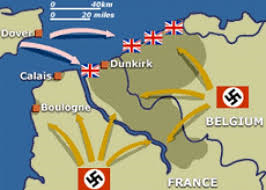 0 40km
0 20 miles
Dover
Dunkirk
Calais
Boulogne
BELGIUM
FRANCE